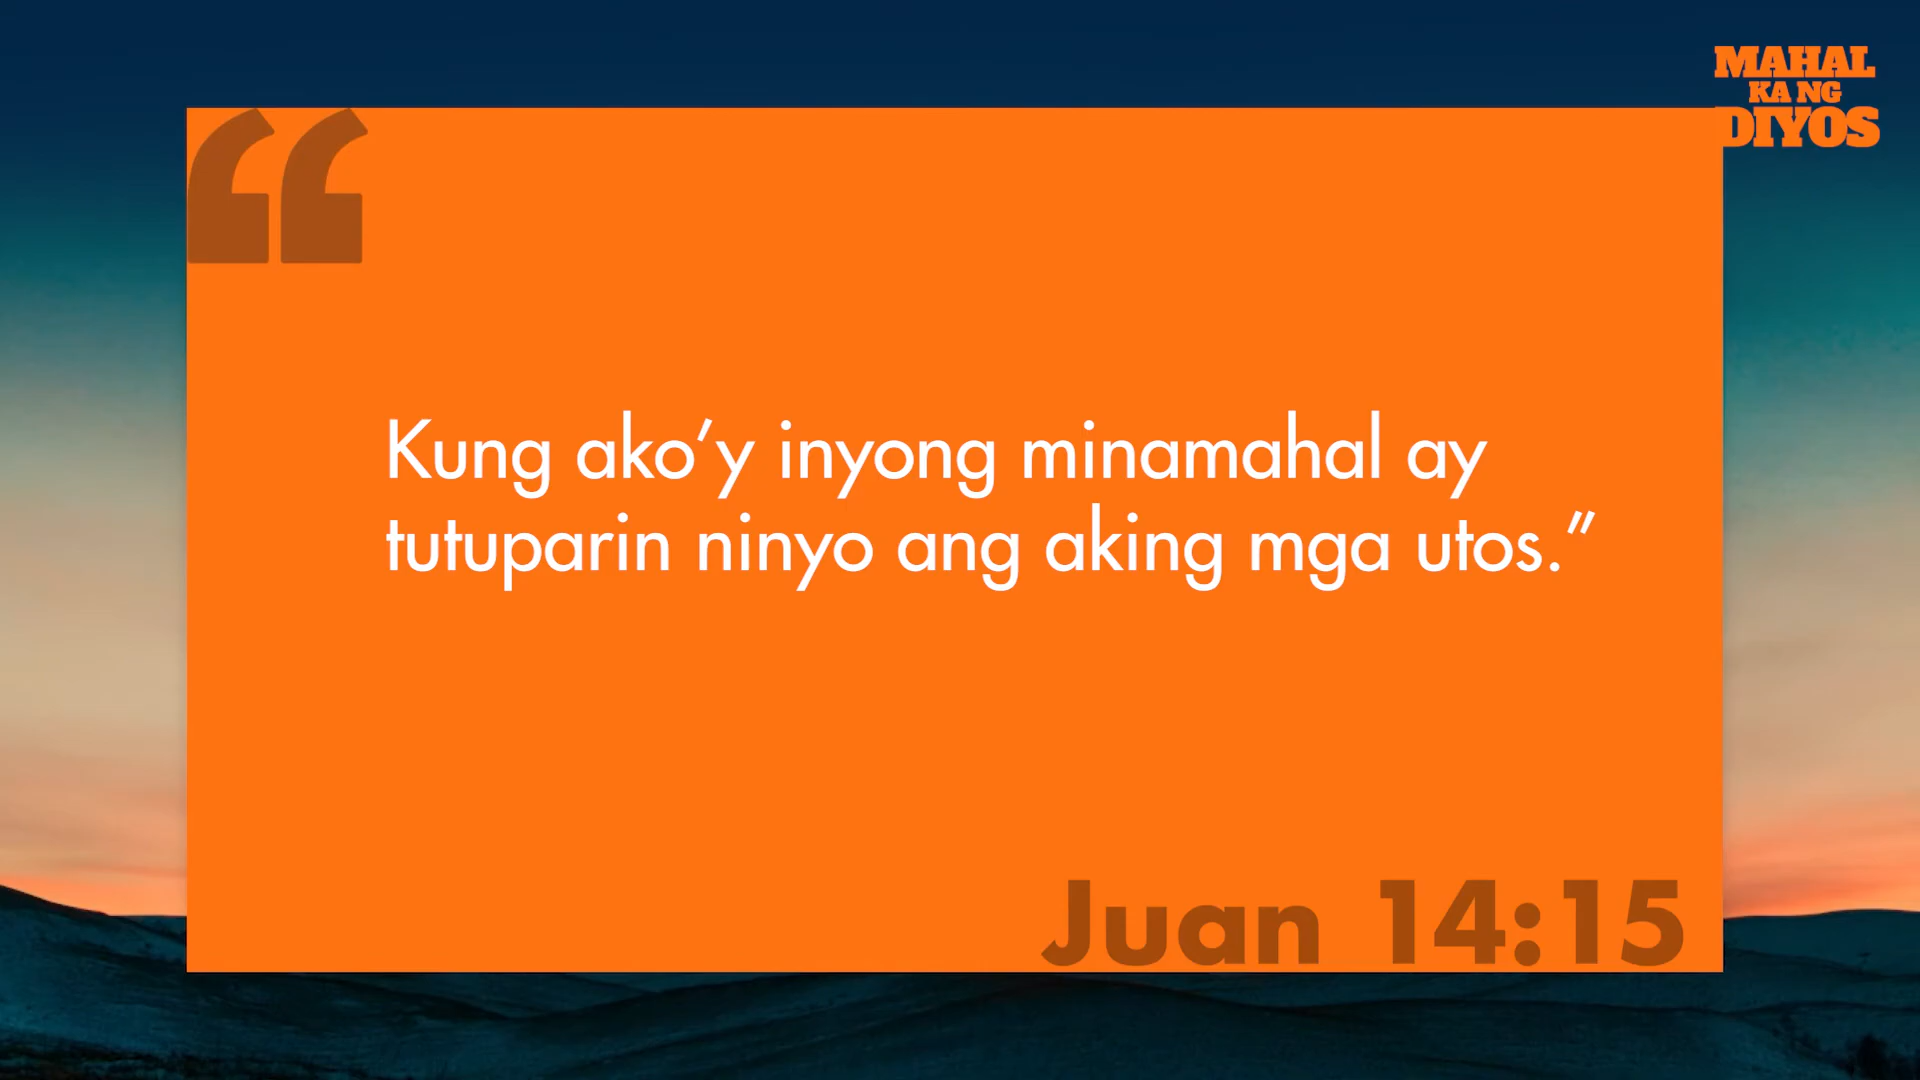 MAHAL
KA NG
DIYOS
“
Kung ako’y inyong minamahal ay
tutuparin ninyo ang aking mga utos.”
Juan 14:15